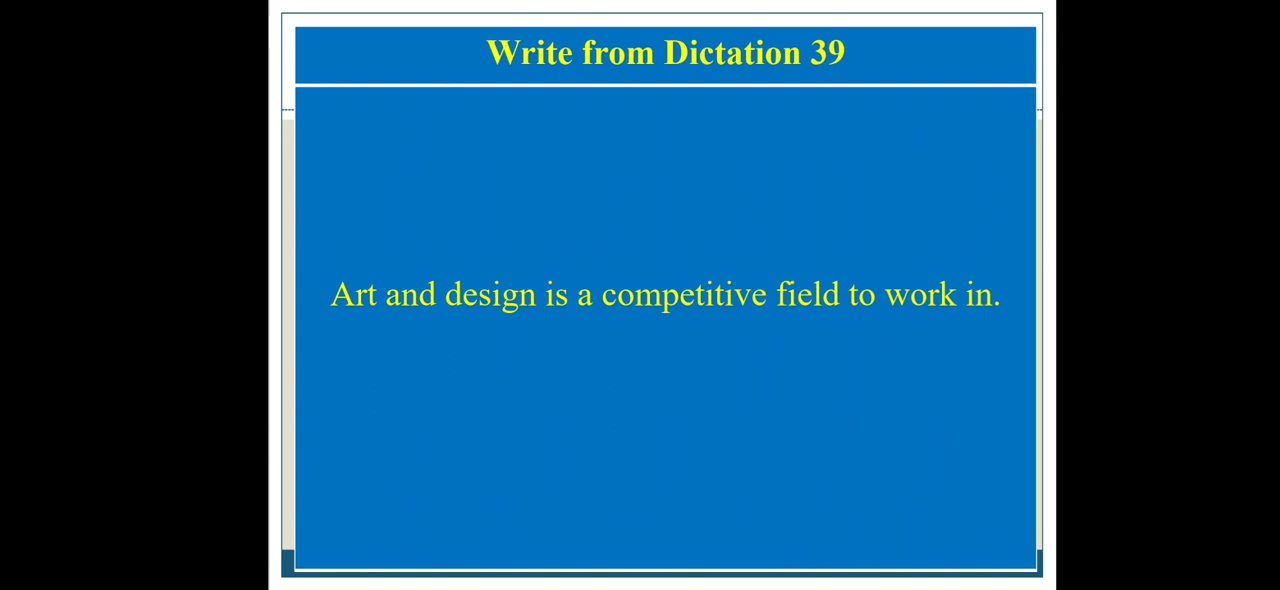 Write from Dictation 39
Art and design is a competitive field to work in.